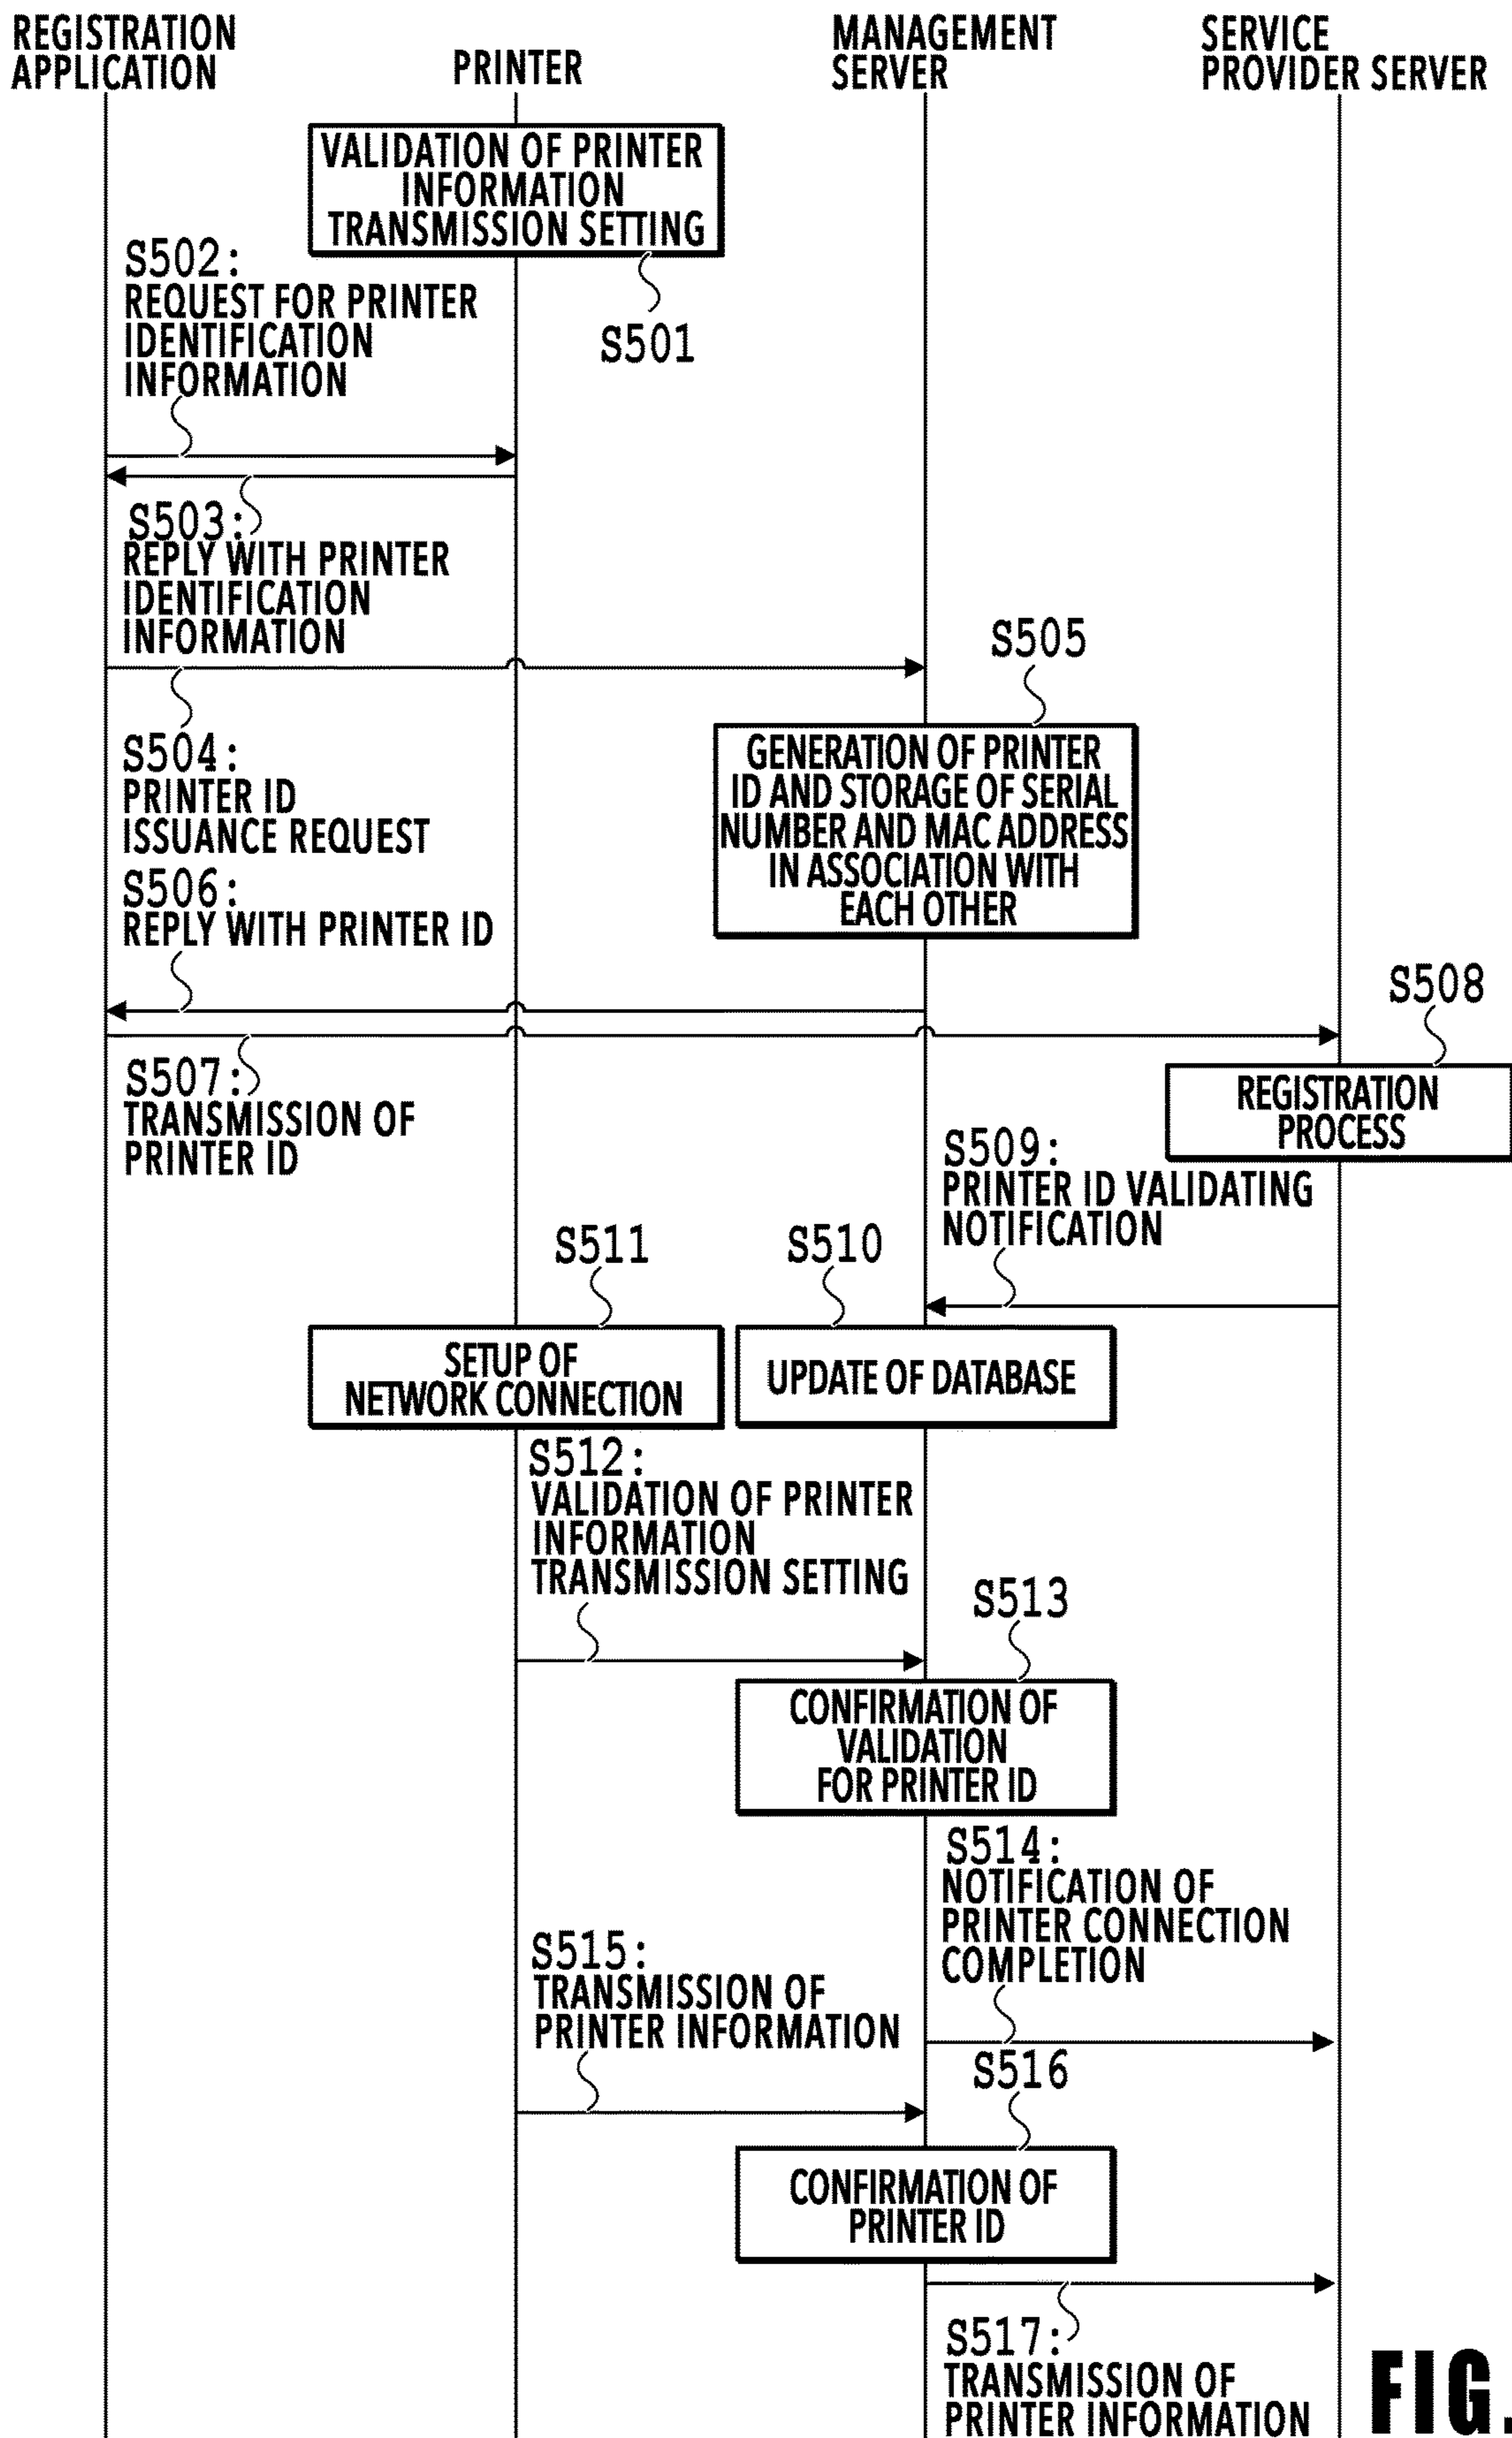 REGISTRATION
APPLICATION
PRINTER
MANAGEMENT
SERVER
SERVICE
PROVIDER SERVER
VALIDATION OF PRINTER
INFORMATION
TRANSMISSION SETTING
S501
S502:
REQUEST FOR PRINTER
IDENTIFICATION
INFORMATION
S503:
REPLY WITH PRINTER
IDENTIFICATION
INFORMATION
S504:
PRINTER ID
ISSUANCE REQUEST
S505
GENERATION OF PRINTER
ID AND STORAGE OF SERIAL
NUMBER AND MAC ADDRESS
IN ASSOCIATION WITH
EACH OTHER
S506:
REPLY WITH PRINTER ID
S507:
TRANSMISSION OF
PRINTER ID
S508
REGISTRATION
PROCESS
S509:
PRINTER ID VALIDATING
NOTIFICATION
S510
UPDATE OF DATABASE
S511
SETUP OF
NETWORK CONNECTION
S512:
VALIDATION OF PRINTER
INFORMATION
TRANSMISSION SETTING
S513
CONFIRMATION OF
VALIDATION
FOR PRINTER ID
S514:
NOTIFICATION OF
PRINTER CONNECTION
COMPLETION
S515:
TRANSMISSION OF
PRINTER INFORMATION
S516
CONFIRMATION OF
PRINTER ID
S517:
TRANSMISSION OF
PRINTER INFORMATION
FIG.